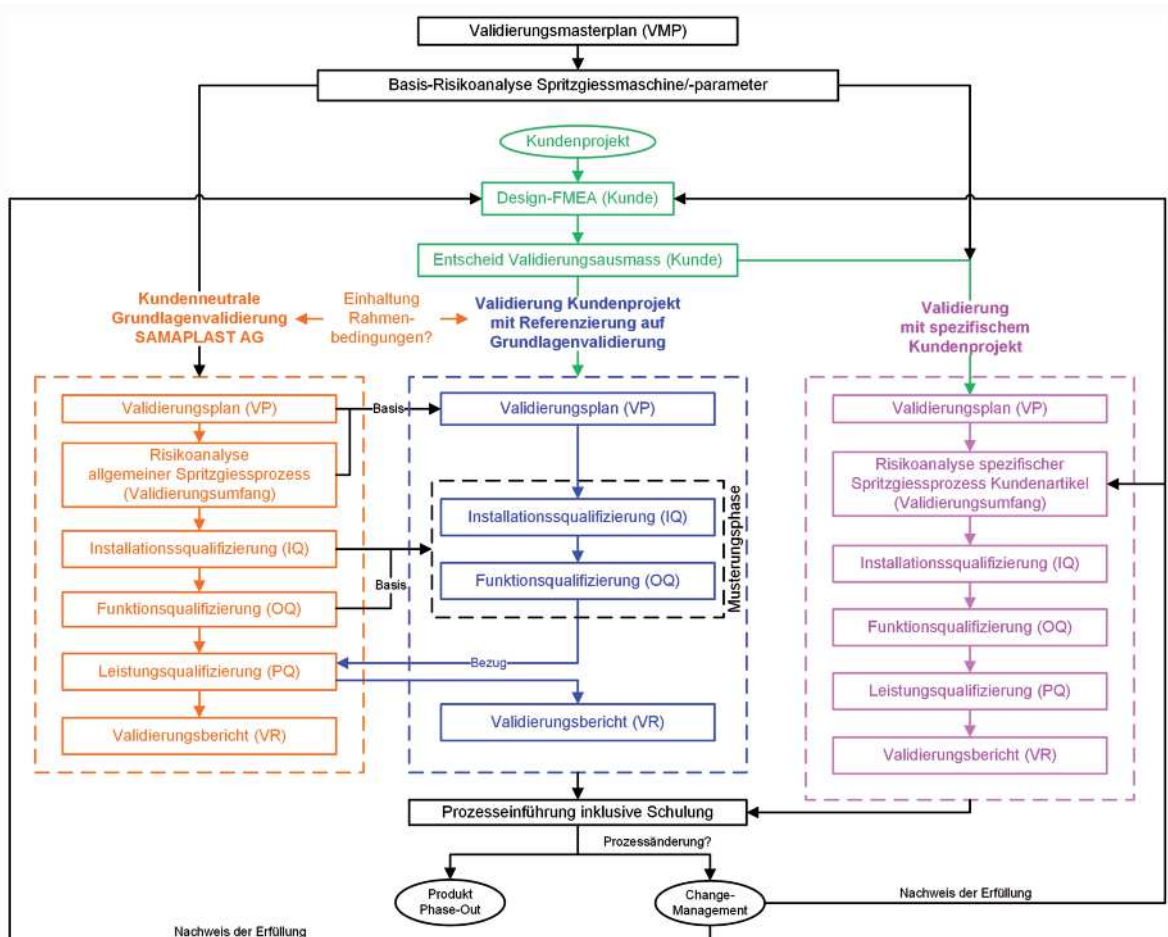 Validierungsmasterplan (VMP)
Basis-Risikoanalyse Spritzgiessmaschine/-parameter
Kundenprojekt
Design-FMEA (Kunde)
Entscheid Validierungsausmass (Kunde)
Kundenneutrale
Grundlagenvalidierung
SAMAPLAST AG
Einhaltung
Rahmen-
bedingungen?
Validierung Kundenprojekt
mit Referenzierung auf
Grundlagenvalidierung
Validierung
mit spezifischem
Kundenprojekt
Validierungsplan (VP)
Risikoanalyse
allgemeiner Spritzgiessprozess
(Validierungsumfang)
Installationssqualifizierung (IQ)
Funktionsqualifizierung (OQ)
Leistungsqualifizierung (PQ)
Validierungsbericht (VR)
Basis
Basis
Bezug
Validierungsplan (VP)
Installationssqualifizierung (IQ)
Funktionsqualifizierung (OQ)
Musterungsphase
Validierungsbericht (VR)
Validierungsplan (VP)
Risikoanalyse spezifischer
Spritzgiessprozess Kundenartikel
(Validierungsumfang)
Installationssqualifizierung (IQ)
Funktionsqualifizierung (OQ)
Leistungsqualifizierung (PQ)
Validierungsbericht (VR)
Prozesseinführung inklusive Schulung
Prozessänderung?
Produkt
Phase-Out
Change-
Management
Nachweis der Erfüllung
Nachweis der Erfüllung